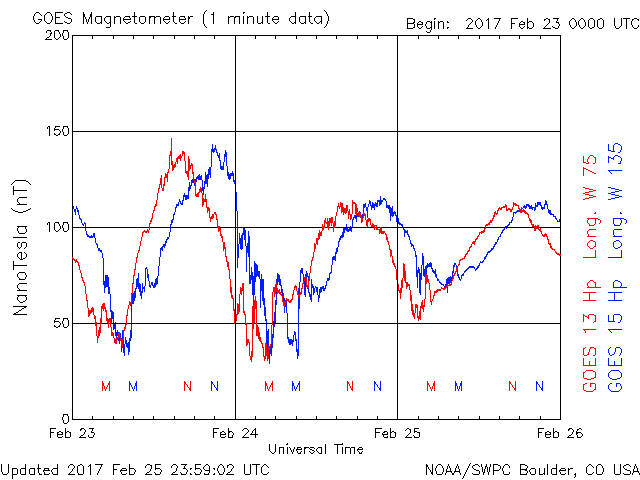 GOES Magnetometer (1 minute data)
Begin: 2017 Feb 23 0000 UTC
200
150
100
50
0
NanoTesla (nT)
M M N N M M N N M M N N
Feb 23 Feb 24 Feb 25 Feb 26
Universal Time
GOES 13 Hp Long. W 75
GOES 15 Hp Long. W 135
Updated 2017 Feb 25 23:59:02 UTC
NOAA/SWPC Boulder, CO USA